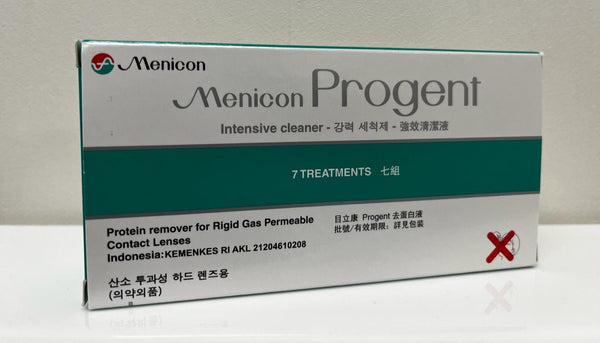 Menicon
Menicon Progent
Intensive cleaner - 강력 세척제 - 強效清潔液
7 TREATMENTS 七組
Protein remover for Rigid Gas Permeable
Contact Lenses
Indonesia: KEMENKES RI AKL 21204610208
目立康 Progent 去蛋白液
批號/有效期限：詳見包裝
산소 투과성 하드 렌즈용
(의약외품)